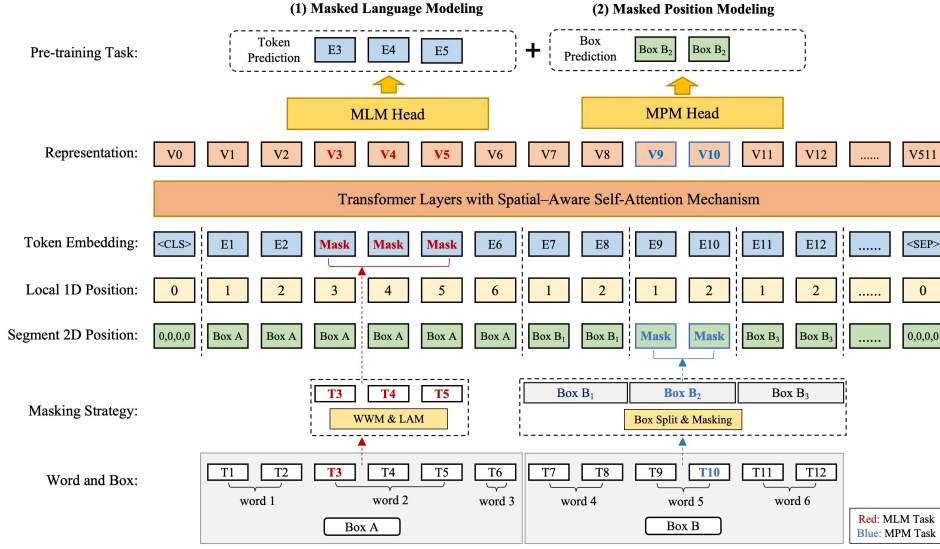 (1) Masked Language Modeling (2) Masked Position Modeling
Pre-training Task: Token Prediction E3 E4 E5 + Box Prediction Box B₂ Box B₂
MLM Head MPM Head
Representation: V0 V1 V2 V3 V4 V5 V6 V7 V8 V9 V10 V11 V12 ...... V511
Transformer Layers with Spatial–Aware Self-Attention Mechanism
Token Embedding: <CLS> E1 E2 Mask Mask Mask E6 E7 E8 E9 E10 E11 E12 ...... <SEP>
Local 1D Position: 0 1 2 3 4 5 6 1 2 1 2 1 2 ...... 0
Segment 2D Position: 0,0,0,0 Box A Box A Box A Box A Box A Box A Box B₁ Box B₁ Mask Mask Box B₃ Box B₃ ...... 0,0,0,0
Masking Strategy: T3 T4 T5 Box B₁ Box B₂ Box B₃
WWM & LAM Box Split & Masking
Word and Box: T1 T2 T3 T4 T5 T6 T7 T8 T9 T10 T11 T12
word 1 word 2 word 3 word 4 word 5 word 6
Box A Box B
Red: MLM Task
Blue: MPM Task